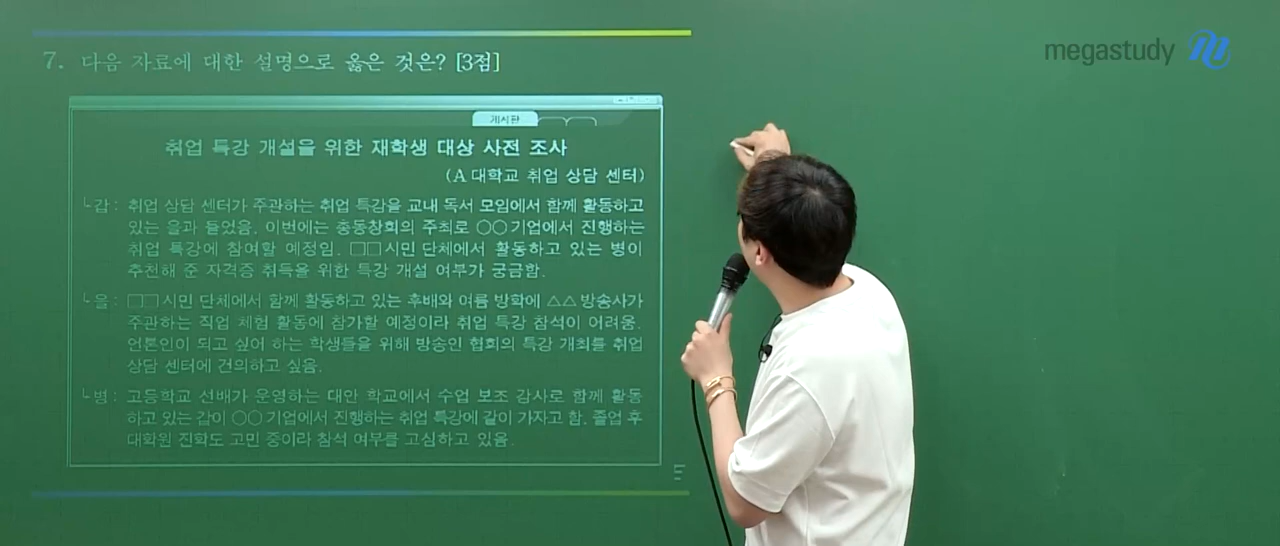 megastudy
7. 다음 자료에 대한 설명으로 옳은 것은? [3점]
게시판
취업 특강 개설을 위한 재학생 대상 사전 조사
(A 대학교 취업 상담 센터)
└갑 : 취업 상담 센터가 주관하는 취업 특강을 교내 독서 모임에서 함께 활동하고
있는 을과 들었음. 이번에는 총동창회의 주최로 ○○기업에서 진행하는
취업 특강에 참여할 예정임. □□시민 단체에서 활동하고 있는 병이
추천해 준 자격증 취득을 위한 특강 개설 여부가 궁금함.
└을 : □□시민 단체에서 함께 활동하고 있는 후배와 여름 방학에 △△방송사가
주관하는 직업 체험 활동에 참가할 예정이라 취업 특강 참석이 어려움.
언론인이 되고 싶어 하는 학생들을 위해 방송인 협회의 특강 개최를 취업
상담 센터에 건의하고 싶음.
└병 : 고등학교 선배가 운영하는 대안 학교에서 수업 보조 강사로 함께 활동
하고 있는 갑이 ○○기업에서 진행하는 취업 특강에 같이 가자고 함. 졸업 후
대학원 진학도 고민 중이라 참석 여부를 고심하고 있음.